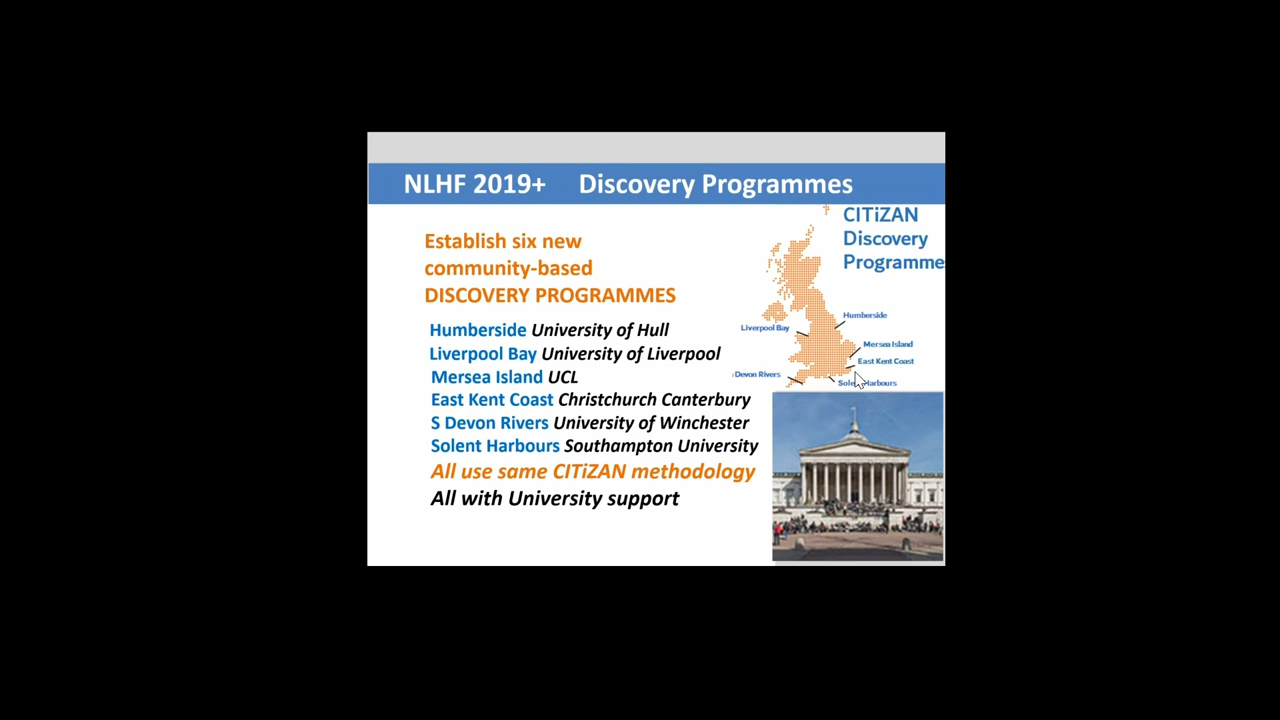 NLHF 2019+ Discovery Programmes
CITiZAN
Discovery
Programme
Establish six new
community-based
DISCOVERY PROGRAMMES
Humberside University of Hull
Liverpool Bay University of Liverpool
Mersea Island UCL
East Kent Coast Christchurch Canterbury
S Devon Rivers University of Winchester
Solent Harbours Southampton University
All use same CITiZAN methodology
All with University support
Humberside
Liverpool Bay
Mersea Island
East Kent Coast
Devon Rivers
Harbours